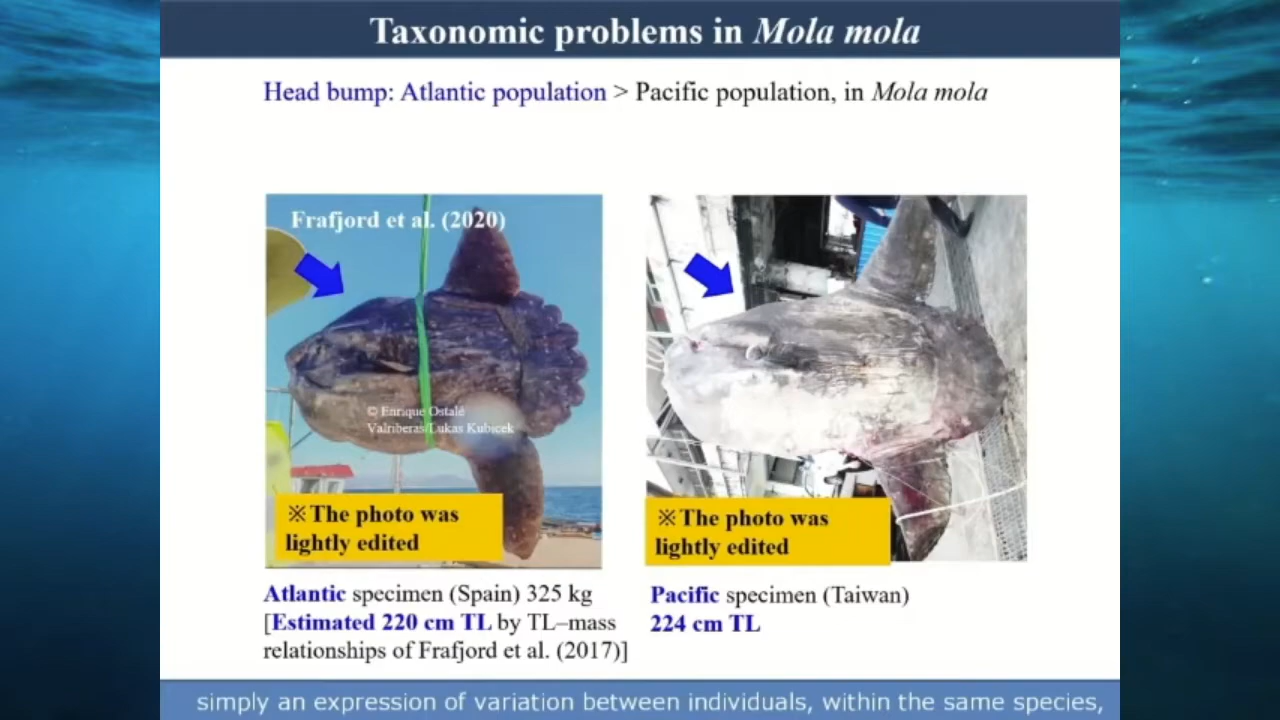 Taxonomic problems in Mola mola
Head bump: Atlantic population > Pacific population, in Mola mola
Frafjord et al. (2020)
© Enrique Ostalé
Valriberas/Lukas Kubicek
※The photo was
lightly edited
※The photo was
lightly edited
Atlantic specimen (Spain) 325 kg
[Estimated 220 cm TL by TL–mass
relationships of Frafjord et al. (2017)]
Pacific specimen (Taiwan)
224 cm TL
simply an expression of variation between individuals, within the same species,